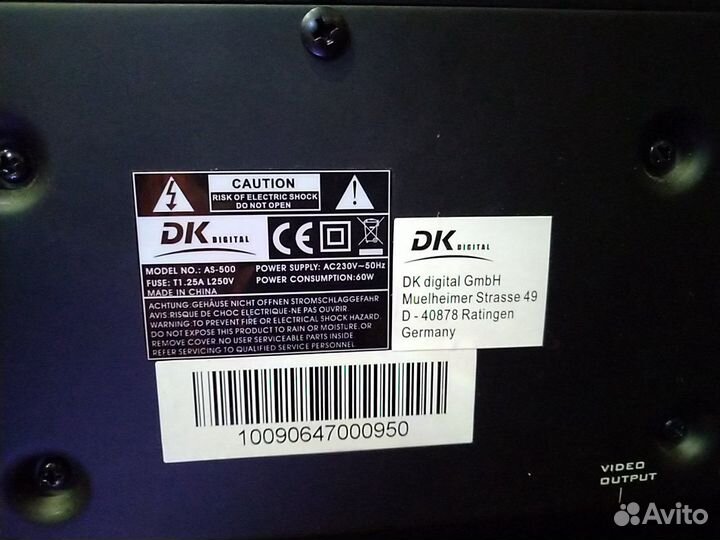 CAUTION
RISK OF ELECTRIC SHOCK
DO NOT OPEN
DK DIGITAL
CE
MODEL NO.: AS-500 POWER SUPPLY: AC230V~50Hz
FUSE: T1.25A L250V POWER CONSUMPTION:60W
MADE IN CHINA
ACHTUNG:GEHÄUSE NICHT OFFNEN STROMSCHLAGGEFAHR
AVIS:RISQUE DE CHOC ELECTRIQUE-NE PAS OUVRIR.
WARNING:TO PREVENT FIRE OR ELECTRICAL SHOCK HAZARD
DO NOT EXPOSE THIS PRODUCT TO RAIN OR MOISTURE.OR
REMOVE COVER NO USER SERVICEABLE PARTS INSIDE
REFER SERVICING TO QUALIFIED SERVICE PERSONNEL.
DK DIGITAL
DK digital GmbH
Muelheimer Strasse 49
D - 40878 Ratingen
Germany
10090647000950
VIDEO
OUTPUT
Avito